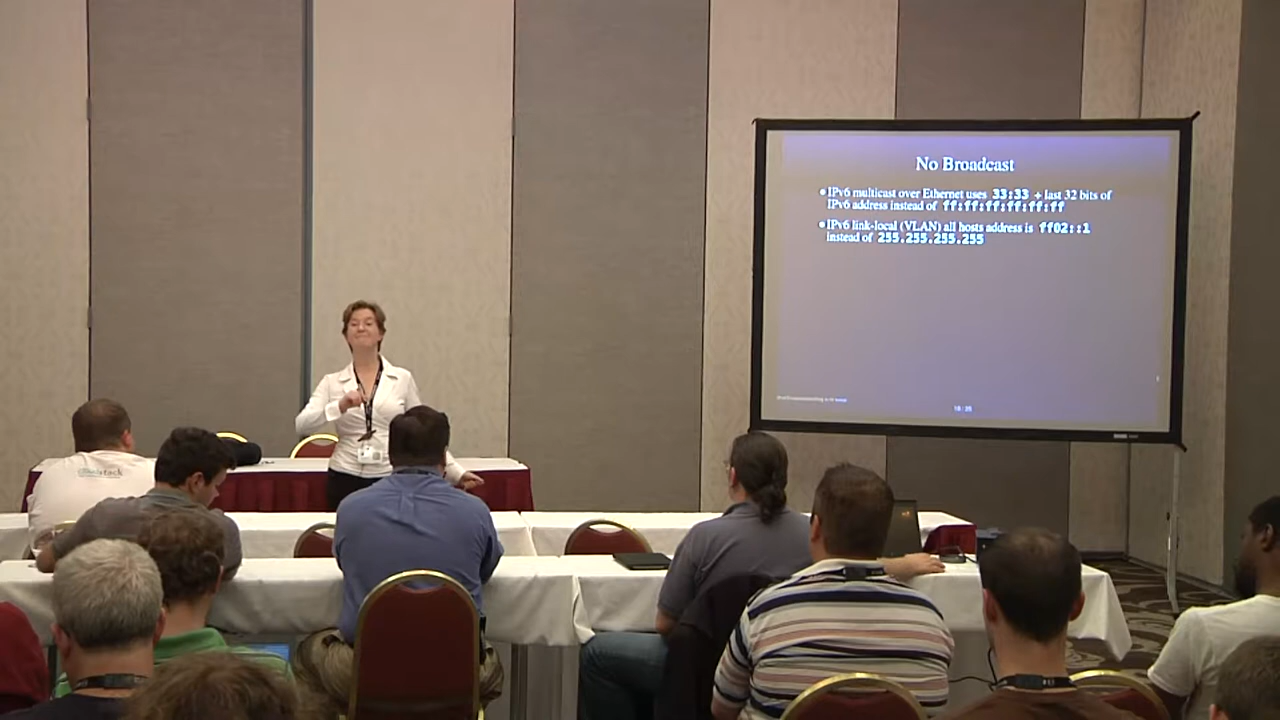 No Broadcast
• IPv6 multicast over Ethernet uses 33:33 + last 32 bits of
IPv6 address instead of ff:ff:ff:ff:ff:ff
• IPv6 link-local (VLAN) all hosts address is ff02::1
instead of 255.255.255.255